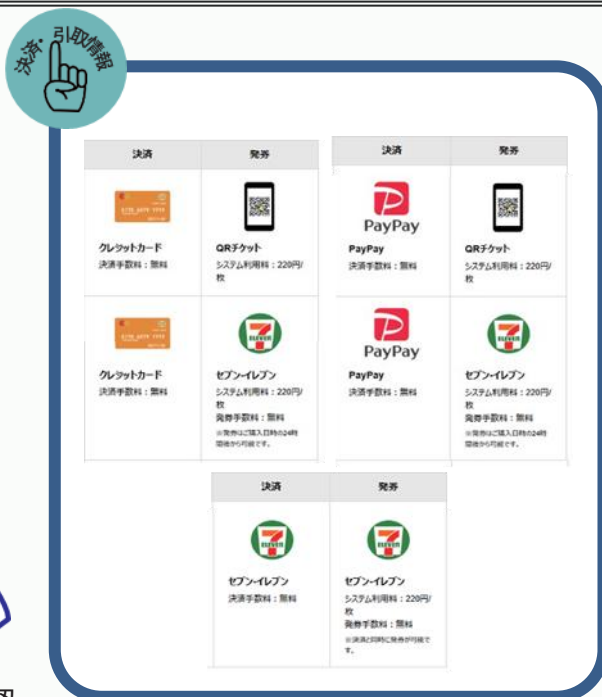 決済・引取情報
決済 発券
クレジットカード
決済手数料：無料
QRチケット
システム利用料：220円/
枚
クレジットカード
決済手数料：無料
7
ELEVEN
セブン-イレブン
システム利用料：220円/
枚
発券手数料：無料
※発券はご購入日時の24時
間後から可能です。
決済 発券
PayPay
PayPay
決済手数料：無料
QRチケット
システム利用料：220円/
枚
PayPay
PayPay
決済手数料：無料
7
ELEVEN
セブン-イレブン
システム利用料：220円/
枚
発券手数料：無料
※発券はご購入日時の24時
間後から可能です。
決済 発券
7
ELEVEN
セブン-イレブン
決済手数料：無料
7
ELEVEN
セブン-イレブン
システム利用料：220円/
枚
発券手数料：無料
※決済と同時に発券が可能で
す。